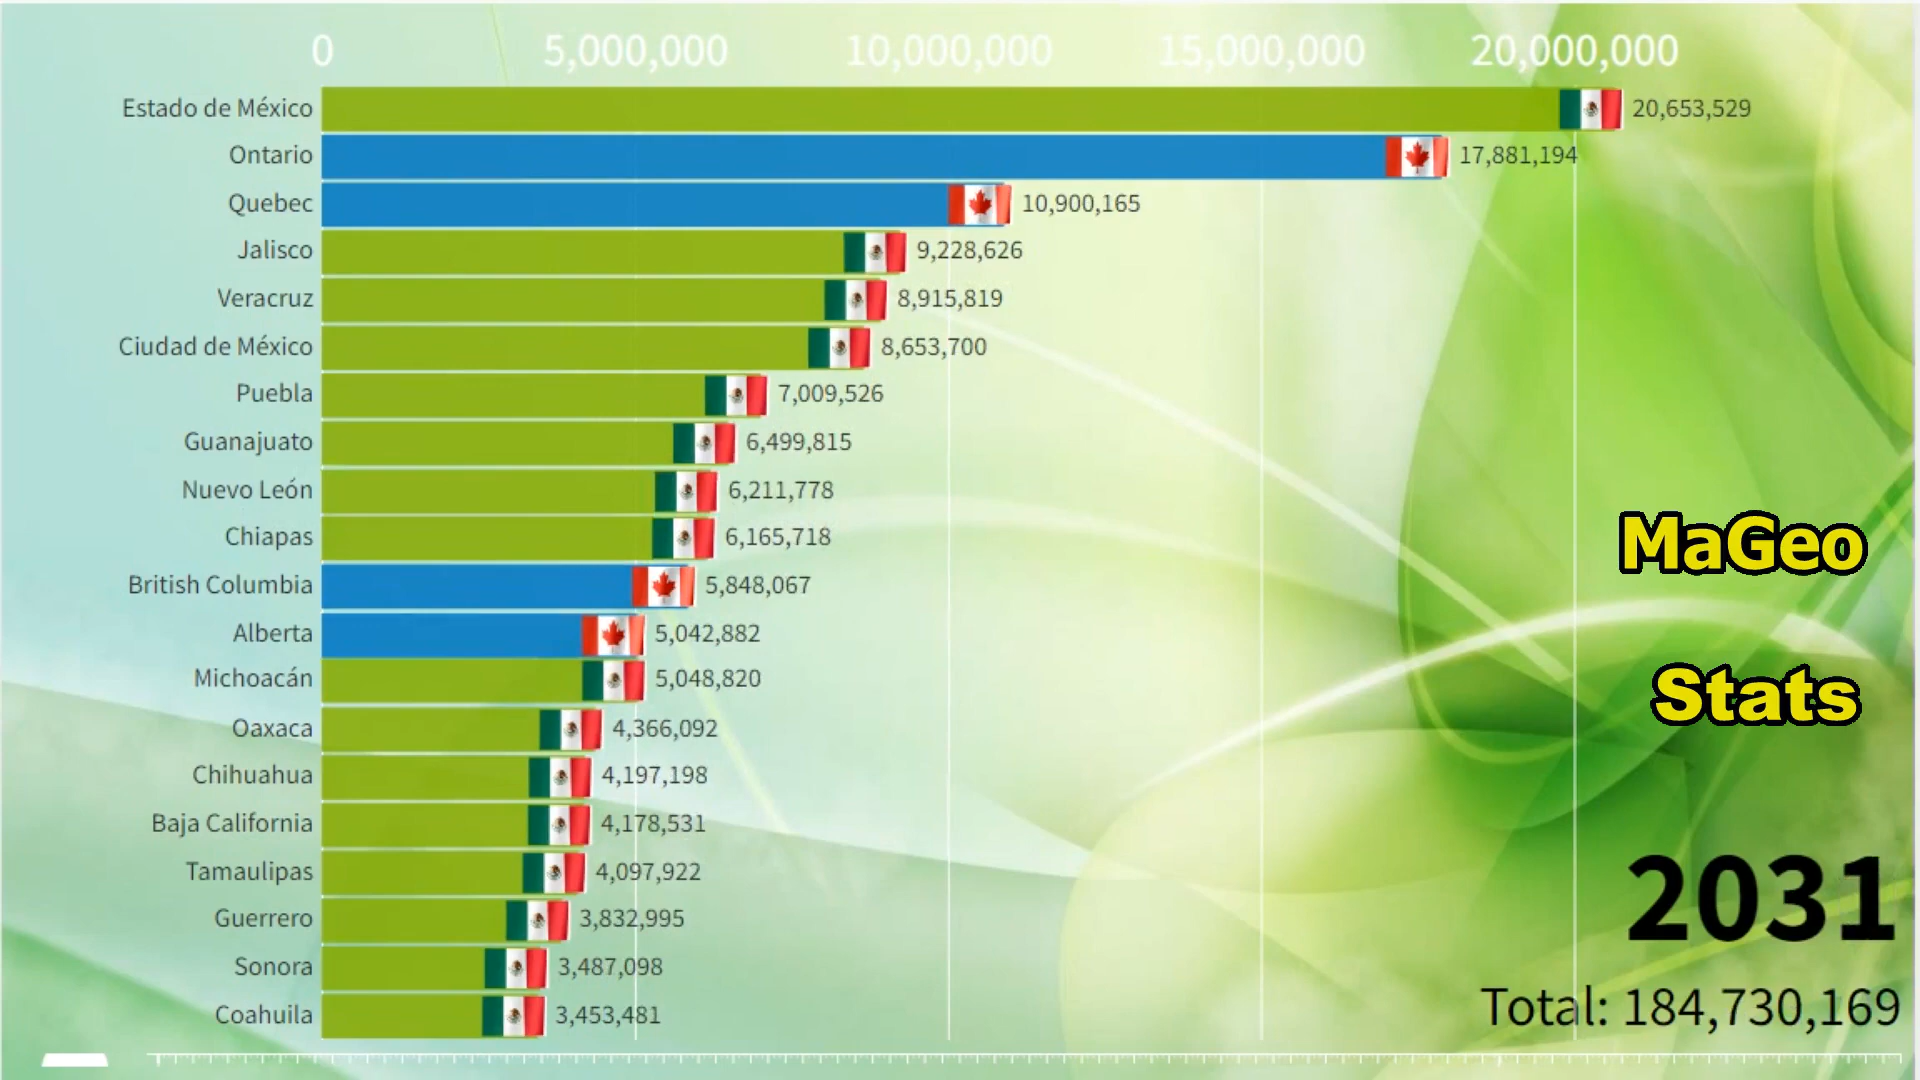 0 5,000,000 10,000,000 15,000,000 20,000,000
Estado de México 20,653,529
Ontario 17,881,194
Quebec 10,900,165
Jalisco 9,228,626
Veracruz 8,915,819
Ciudad de México 8,653,700
Puebla 7,009,526
Guanajuato 6,499,815
Nuevo León 6,211,778
Chiapas 6,165,718
British Columbia 5,848,067
Alberta 5,042,882
Michoacán 5,048,820
Oaxaca 4,366,092
Chihuahua 4,197,198
Baja California 4,178,531
Tamaulipas 4,097,922
Guerrero 3,832,995
Sonora 3,487,098
Coahuila 3,453,481
MaGeo
Stats
2031
Total: 184,730,169